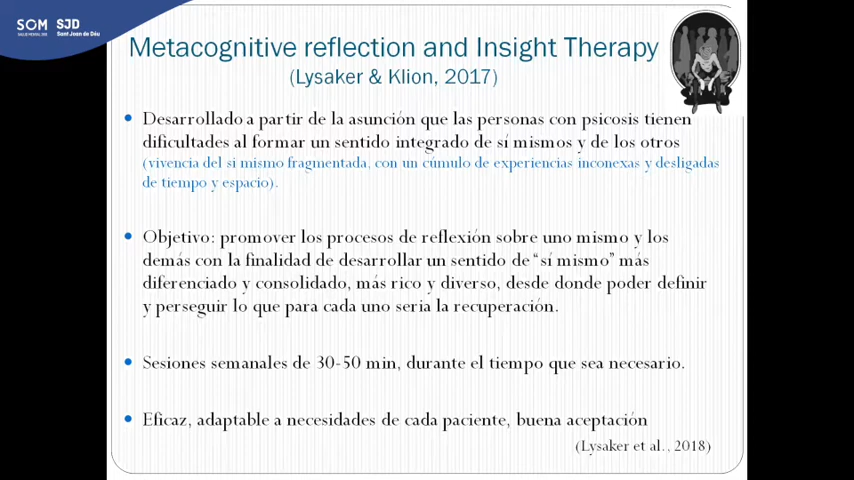 SOM
SALUD MENTAL 360
SJD
Sant Joan de Déu
Metacognitive reflection and Insight Therapy
(Lysaker & Klion, 2017)
• Desarrollado a partir de la asunción que las personas con psicosis tienen
dificultades al formar un sentido integrado de sí mismos y de los otros
(vivencia del si mismo fragmentada, con un cúmulo de experiencias inconexas y desligadas
de tiempo y espacio).
• Objetivo: promover los procesos de reflexión sobre uno mismo y los
demás con la finalidad de desarrollar un sentido de “sí mismo” más
diferenciado y consolidado, más rico y diverso, desde donde poder definir
y perseguir lo que para cada uno seria la recuperación.
• Sesiones semanales de 30-50 min, durante el tiempo que sea necesario.
• Eficaz, adaptable a necesidades de cada paciente, buena aceptación
(Lysaker et al., 2018)